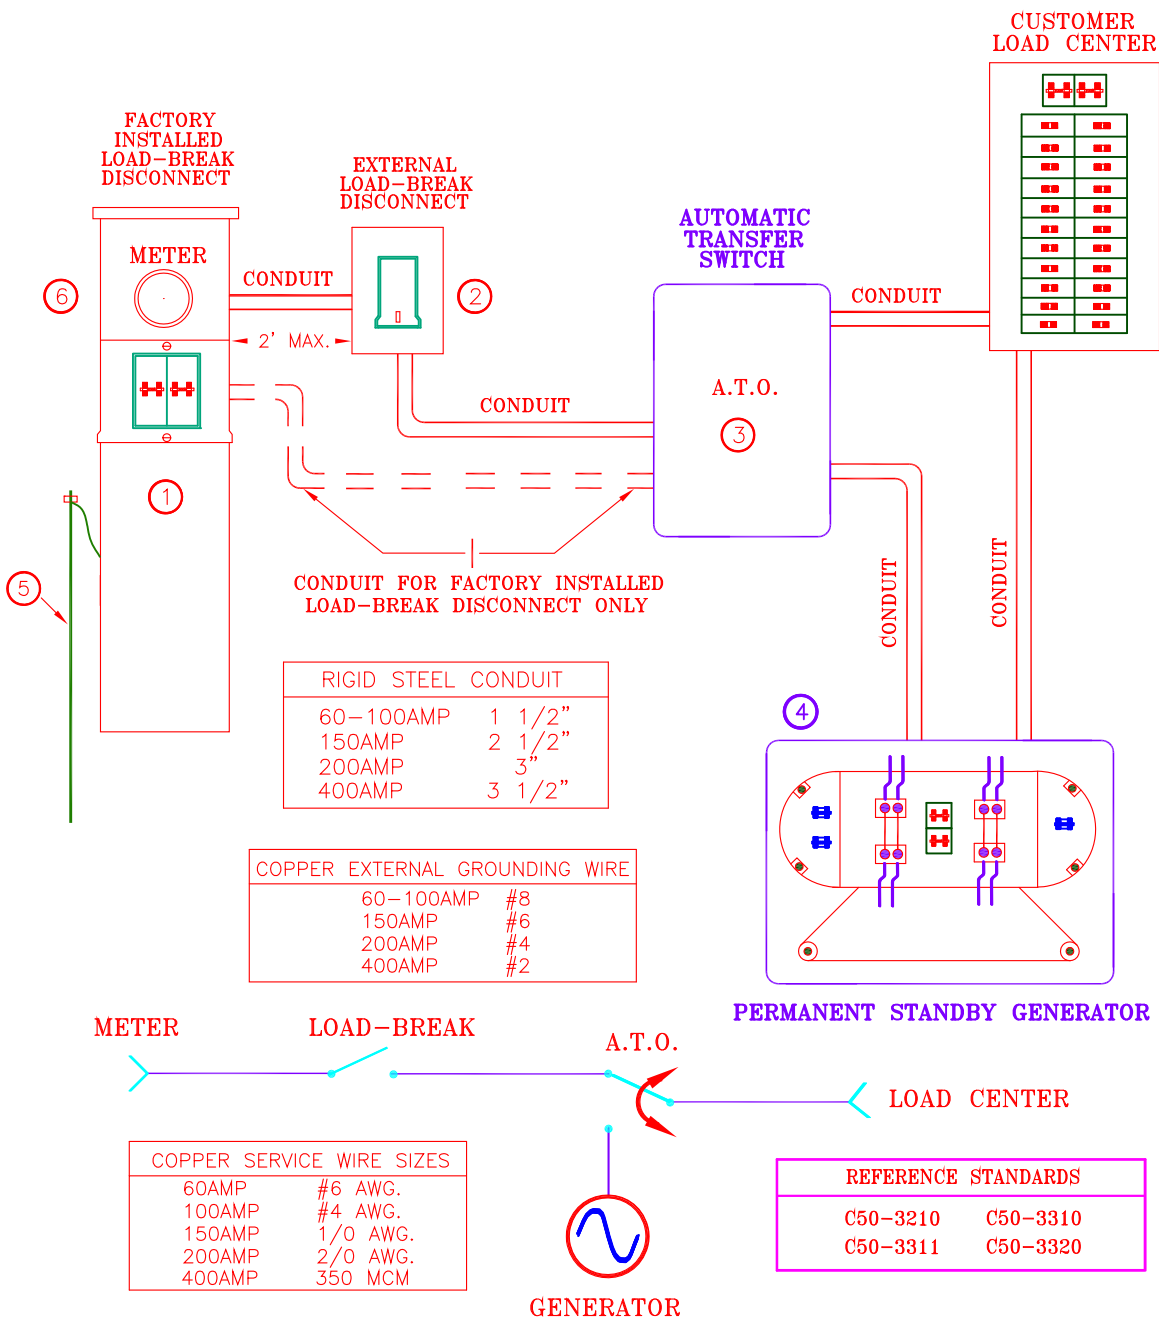 CUSTOMER
LOAD CENTER
FACTORY
INSTALLED
LOAD-BREAK
DISCONNECT
EXTERNAL
LOAD-BREAK
DISCONNECT
AUTOMATIC
TRANSFER
SWITCH
METER
CONDUIT
6
2
CONDUIT
2' MAX.
A.T.O.
CONDUIT
3
1
5
CONDUIT FOR FACTORY INSTALLED
LOAD-BREAK DISCONNECT ONLY
CONDUIT
CONDUIT
RIGID STEEL CONDUIT
60-100AMP 1 1/2"
150AMP 2 1/2"
200AMP 3"
400AMP 3 1/2"
4
COPPER EXTERNAL GROUNDING WIRE
60-100AMP #8
150AMP #6
200AMP #4
400AMP #2
PERMANENT STANDBY GENERATOR
METER
LOAD-BREAK
A.T.O.
LOAD CENTER
COPPER SERVICE WIRE SIZES
60AMP #6 AWG.
100AMP #4 AWG.
150AMP 1/0 AWG.
200AMP 2/0 AWG.
400AMP 350 MCM
REFERENCE STANDARDS
C50-3210 C50-3310
C50-3311 C50-3320
GENERATOR